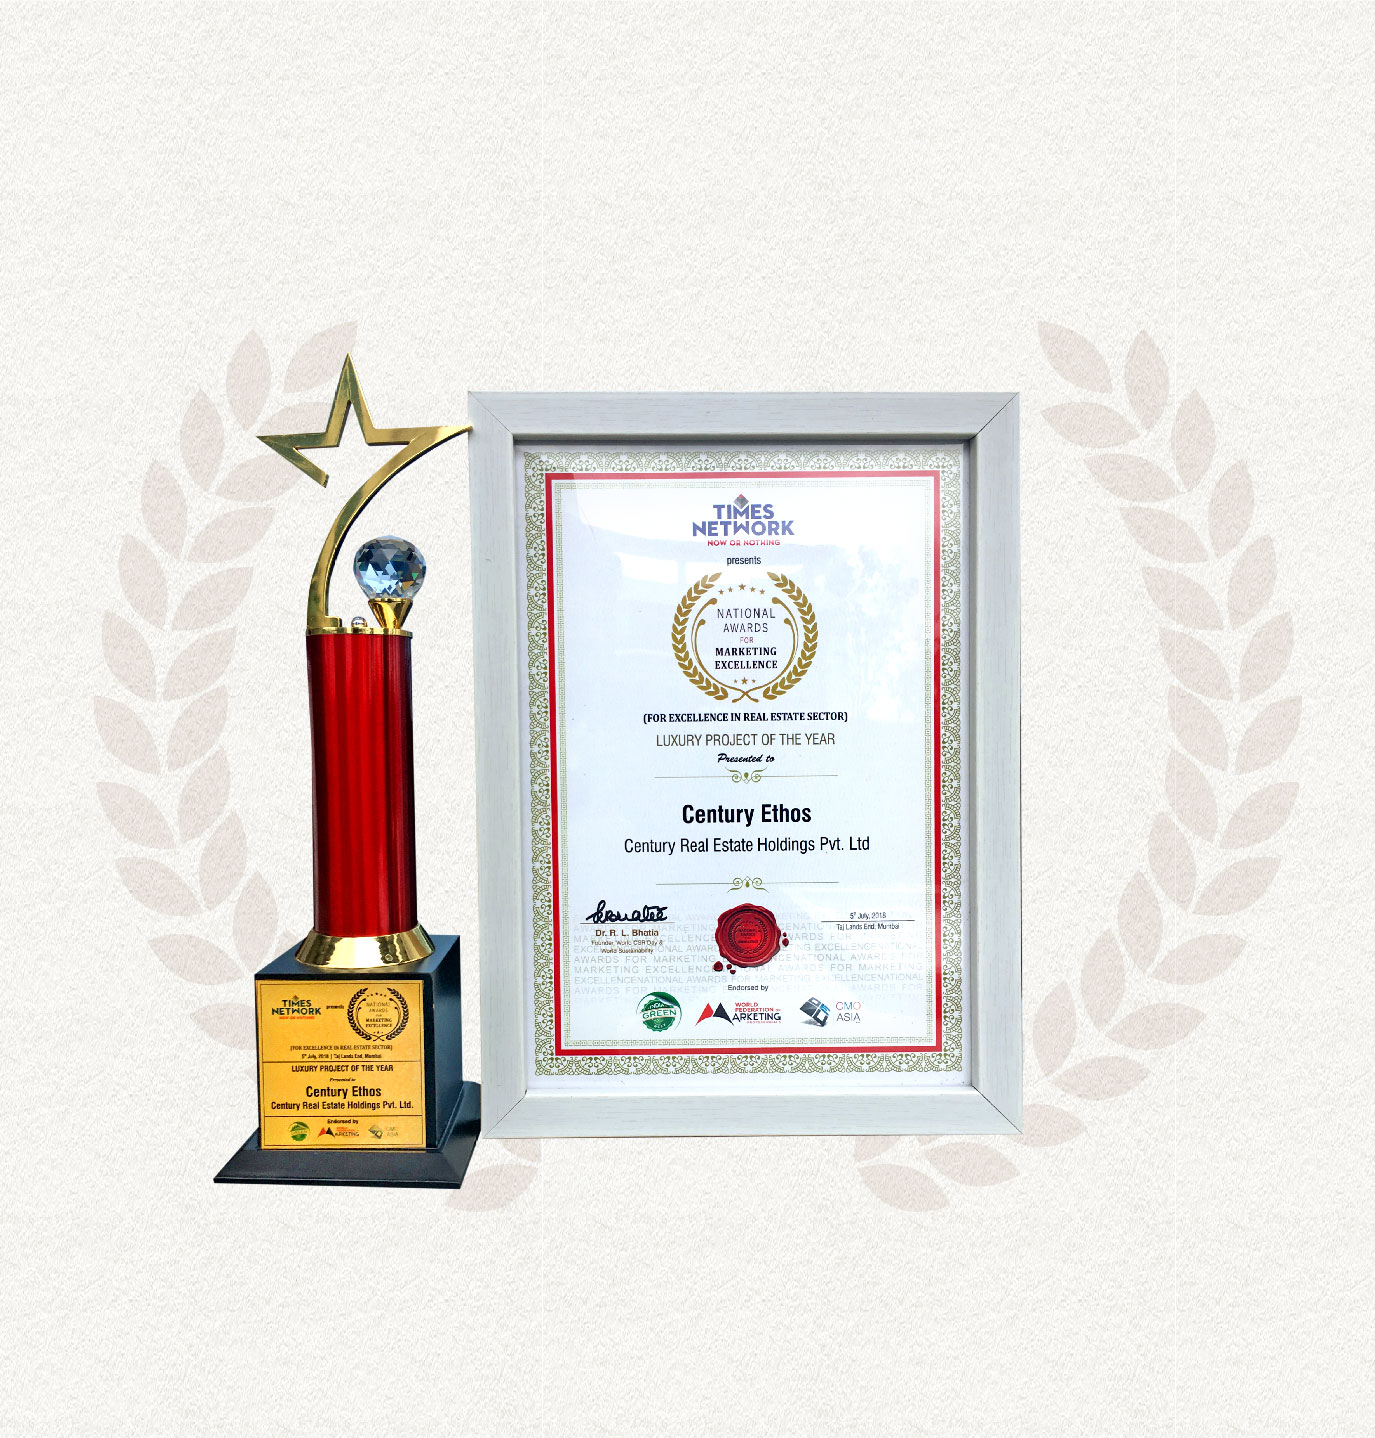 TIMES
NETWORK
NOW OR NOTHING
presents
NATIONAL
AWARDS
FOR
MARKETING
EXCELLENCE
(FOR EXCELLENCE IN REAL ESTATE SECTOR)
LUXURY PROJECT OF THE YEAR
Presented to
Century Ethos
Century Real Estate Holdings Pvt. Ltd
Dr. R. L. Bhatia
Founder, World CSR Day &
World Sustainability
5th July, 2018
Taj Lands End, Mumbai
Endorsed by
INDIA
GREEN
WORLD
FEDERATION OF
MARKETING
PROFESSIONALS
CMO
ASIA
TIMES
NETWORK
NOW OR NOTHING
presents
NATIONAL
AWARDS
FOR
MARKETING
EXCELLENCE
(FOR EXCELLENCE IN REAL ESTATE SECTOR)
5th July, 2018 | Taj Lands End, Mumbai
LUXURY PROJECT OF THE YEAR
Presented to
Century Ethos
Century Real Estate Holdings Pvt. Ltd.
Endorsed by
GREEN
MARKETING
CMO
ASIA